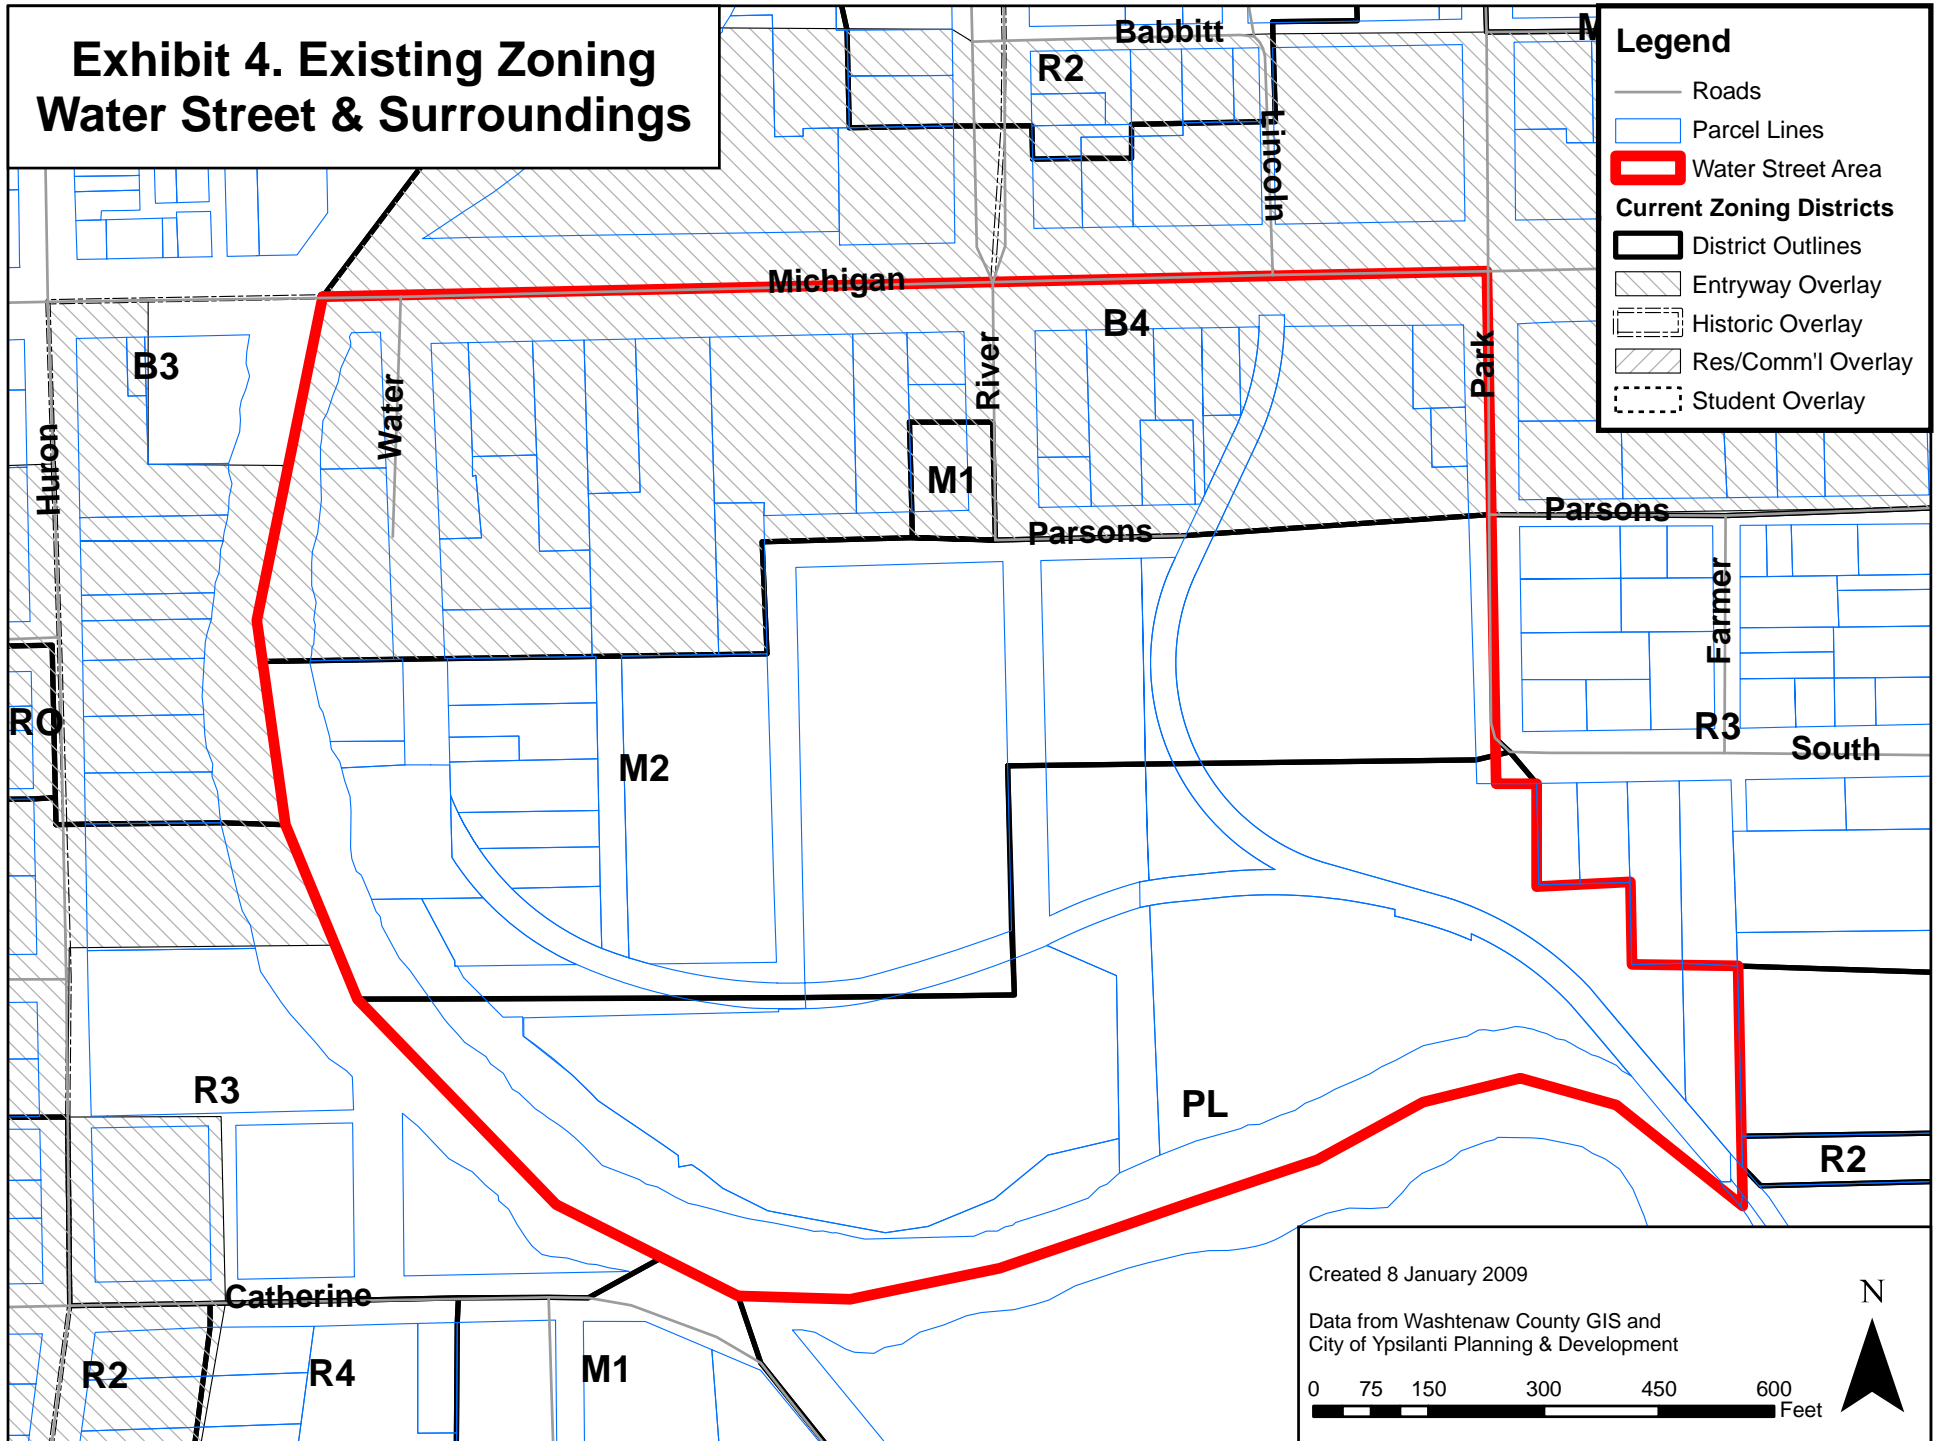 Exhibit 4. Existing Zoning
Water Street & Surroundings
Legend
Roads
Parcel Lines
Water Street Area
Current Zoning Districts
District Outlines
Entryway Overlay
Historic Overlay
Res/Comm'l Overlay
Student Overlay
Babbitt
R2
Lincoln
Michigan
B4
B3
River
Park
Water
Huron
M1
Parsons
Parsons
Farmer
RO
R3
South
M2
R3
PL
R2
Catherine
R2
R4
M1
Created 8 January 2009
Data from Washtenaw County GIS and
City of Ypsilanti Planning & Development
N
0 75 150 300 450 600
Feet